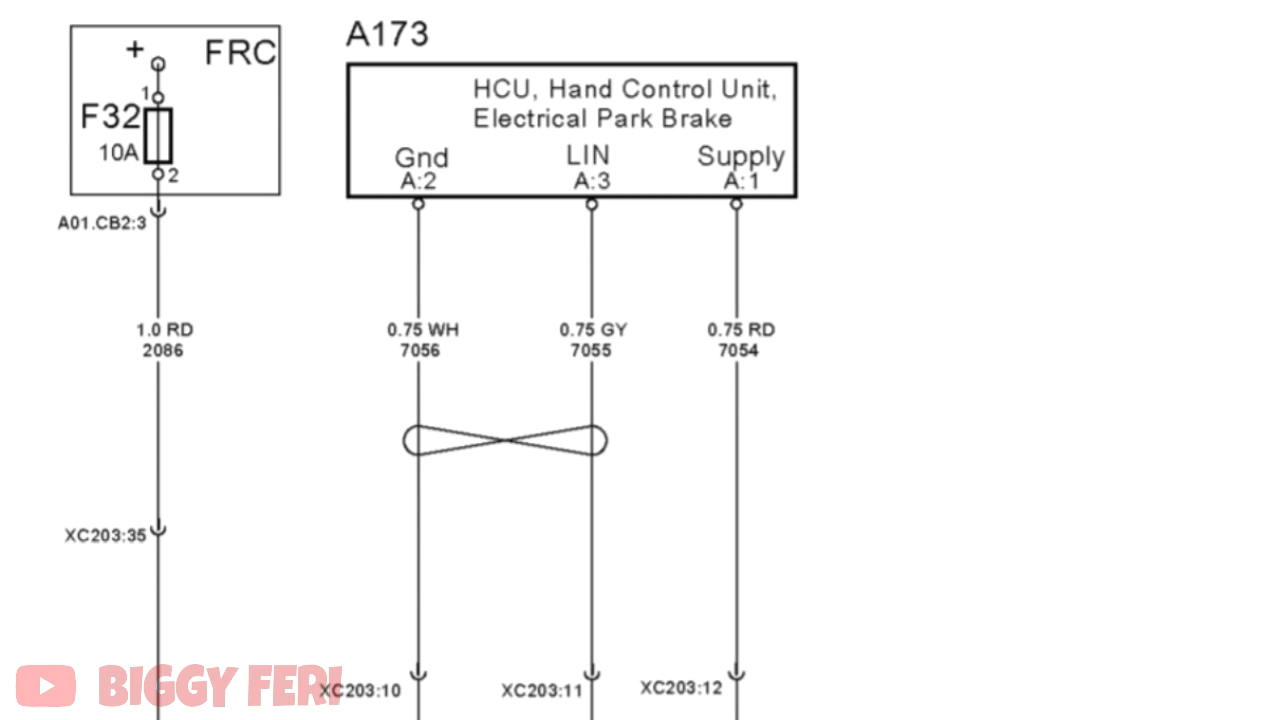 A173
+ FRC
1
F32
10A
2
A01.CB2:3
HCU, Hand Control Unit,
Electrical Park Brake
Gnd LIN Supply
A:2 A:3 A:1
1.0 RD 0.75 WH 0.75 GY 0.75 RD
2086 7056 7055 7054
XC203:35
XC203:10 XC203:11 XC203:12
BIGGY FERI